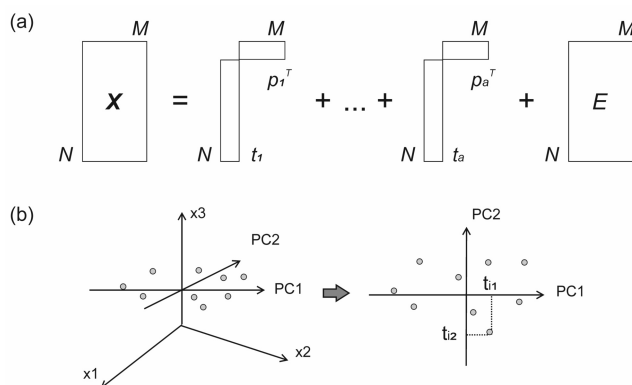 (a)
M M M
p₁ᵀ pₐᵀ
X = + ... + + E
N t₁ N tₐ N
(b)
x3 PC2
PC2
PC1 tᵢ₁ PC1
tᵢ₂
x2
x1